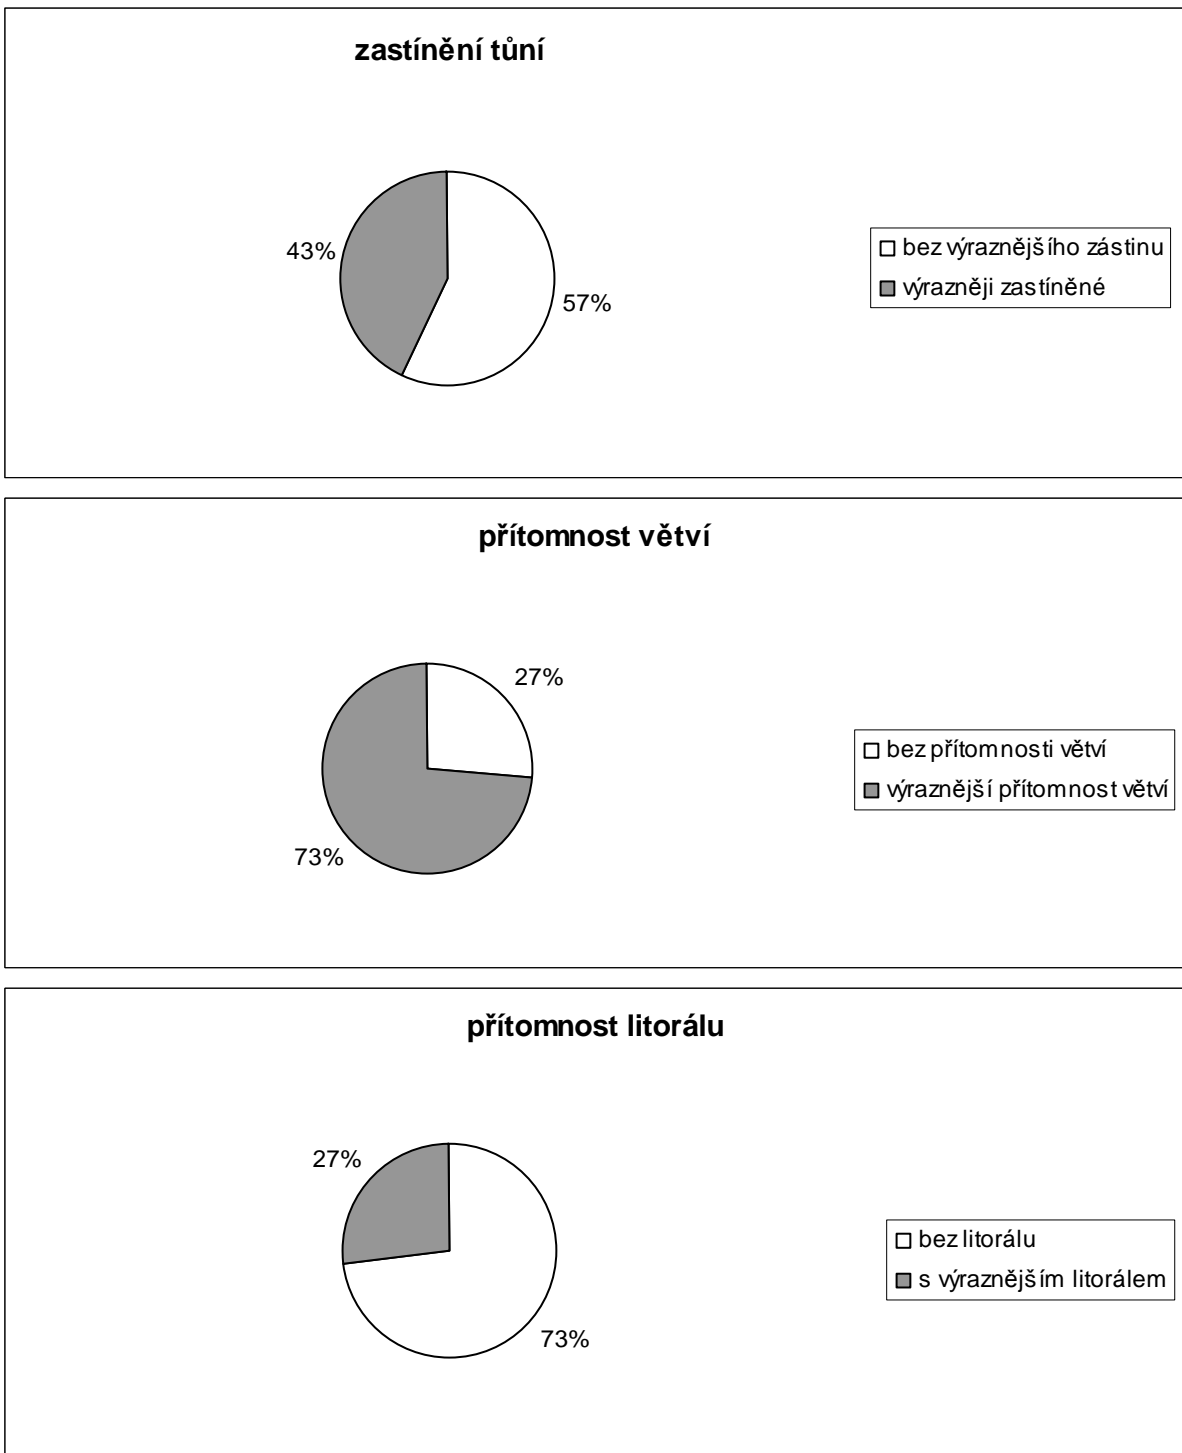 zastínění tůní
43%
57%
bez výraznějšího zástinu
výrazněji zastíněné
přítomnost větví
27%
73%
bez přítomnosti větví
výraznější přítomnost větví
přítomnost litorálu
27%
73%
bez litorálu
s výraznějším litorálem